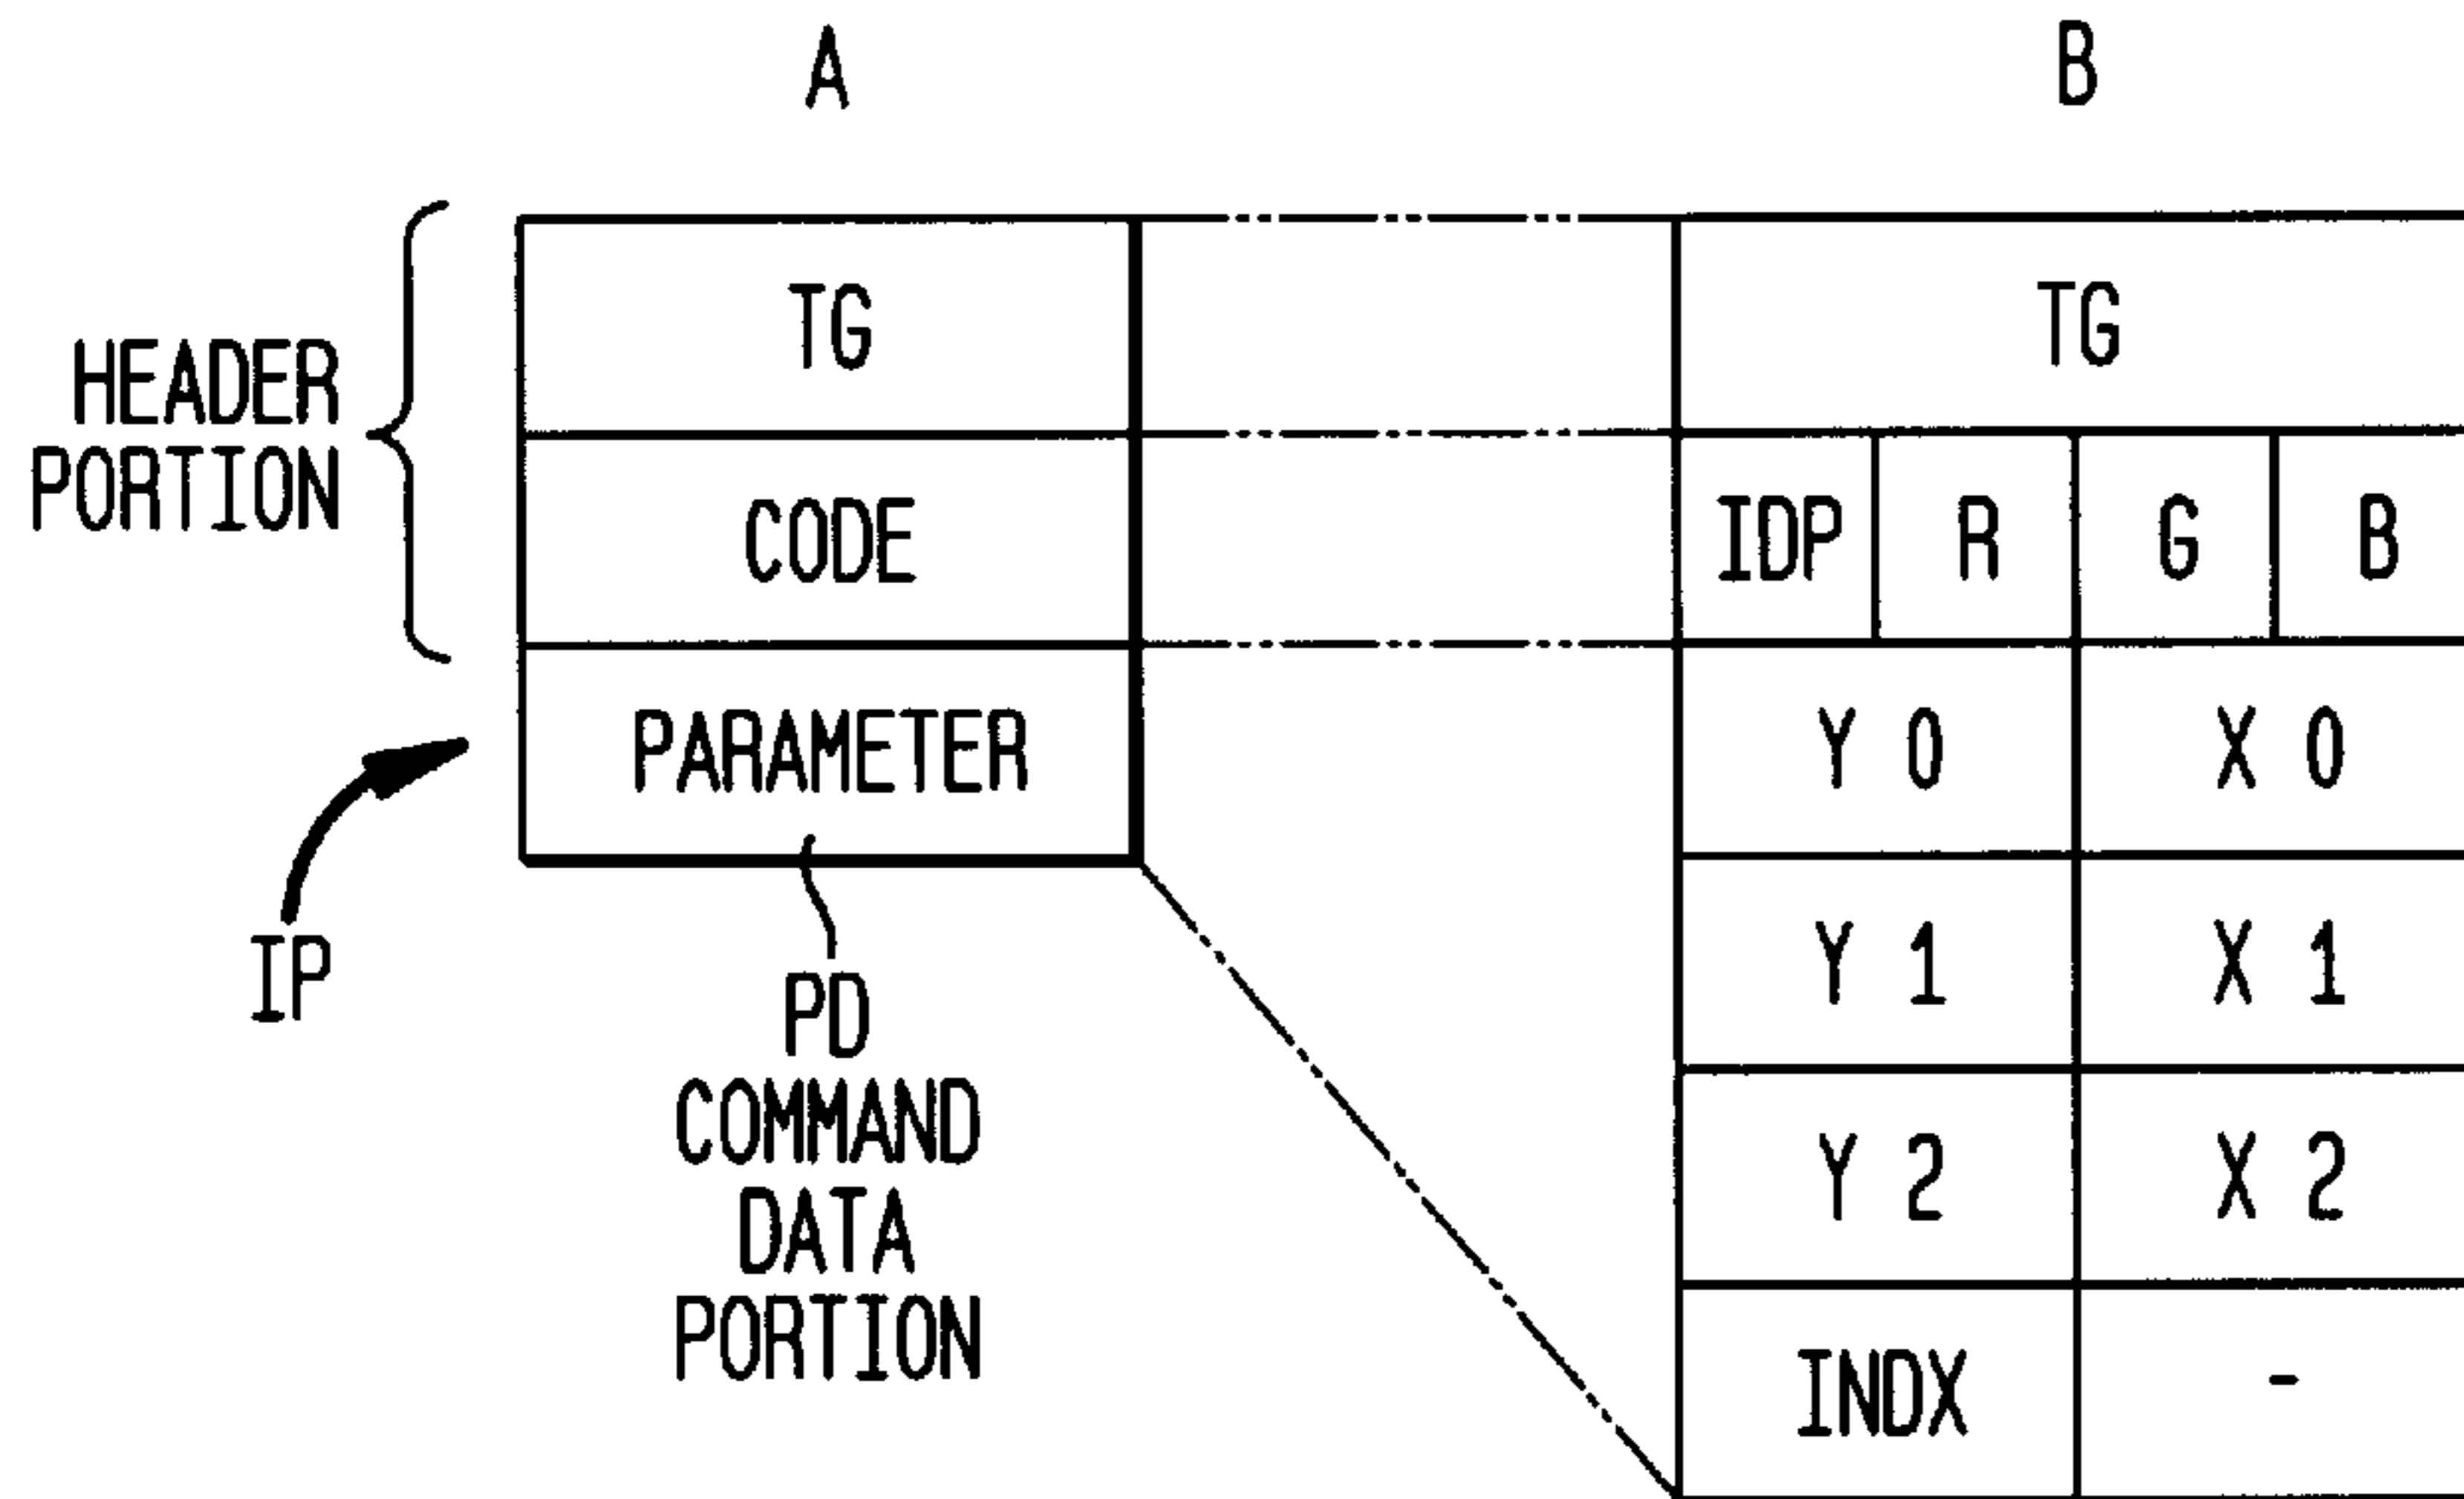 A
B
HEADER
PORTION
TG
CODE
PARAMETER
IP
PD
COMMAND
DATA
PORTION
TG
IDP R G B
Y 0 X 0
Y 1 X 1
Y 2 X 2
INDX -